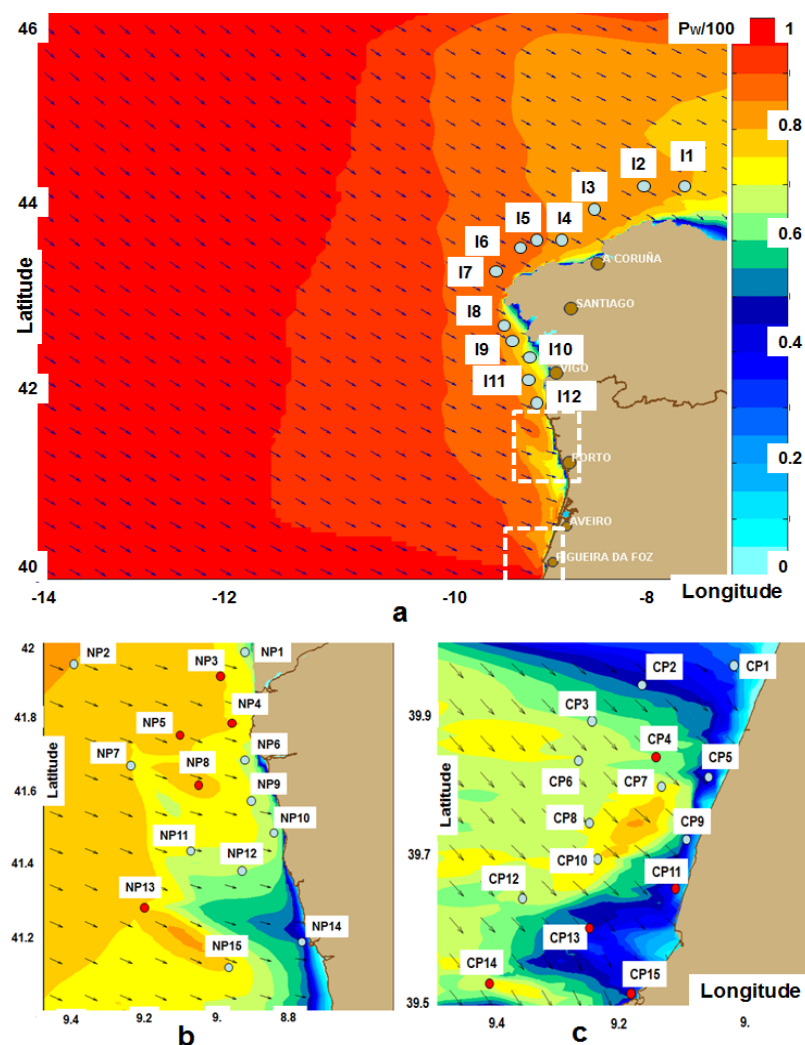 46
Pw/100
1
0.8
I1
I2
44
I3
I5
I4
0.6
I6
A CORUÑA
I7
SANTIAGO
I8
Latitude
I9
I10
0.4
VIGO
42
I11
I12
0.2
PORTO
AVEIRO
FIGUEIRA DA FOZ
0
40
Longitude
-14
-12
-10
-8
a
42
NP2
NP1
NP3
NP4
41.8
NP5
NP7
NP6
Latitude
NP8
NP9
41.6
NP10
NP11
NP12
41.4
NP13
NP14
41.2
NP15
39.
9.4
9.2
9.
8.8
b
CP2
CP1
CP3
39.9
CP4
CP5
CP6
CP7
Latitude
CP8
CP9
CP10
39.7
CP11
CP12
CP13
CP14
CP15
Longitude
39.5
9.4
9.2
9.
c